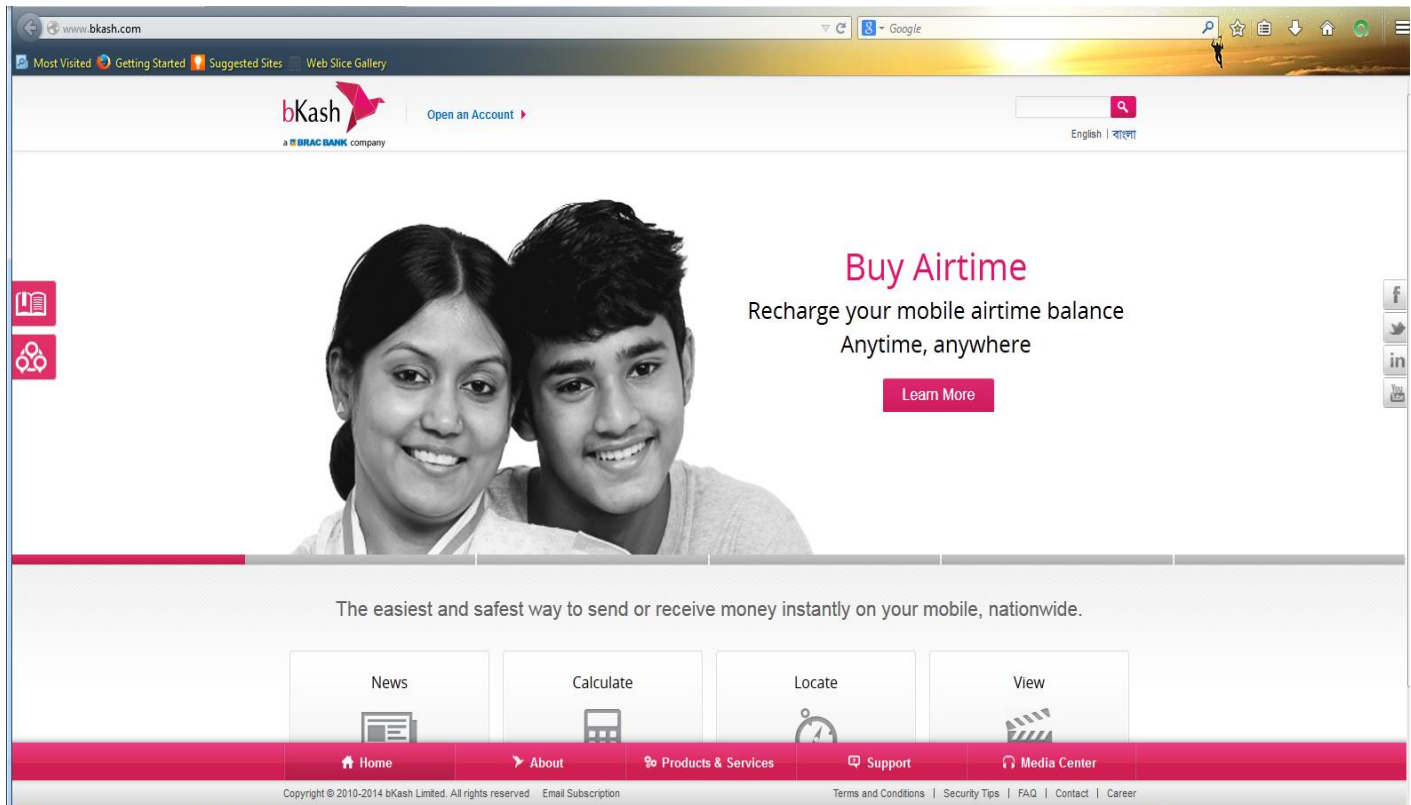 www.bkash.com
Google
Most Visited Getting Started Suggested Sites Web Slice Gallery
bKash
a BRAC BANK company
Open an Account
English | বাংলা
Buy Airtime
Recharge your mobile airtime balance
Anytime, anywhere
Learn More
f
in
You Tube
The easiest and safest way to send or receive money instantly on your mobile, nationwide.
News Calculate Locate View
Home About Products & Services Support Media Center
Copyright © 2010-2014 bKash Limited. All rights reserved Email Subscription Terms and Conditions | Security Tips | FAQ | Contact | Career